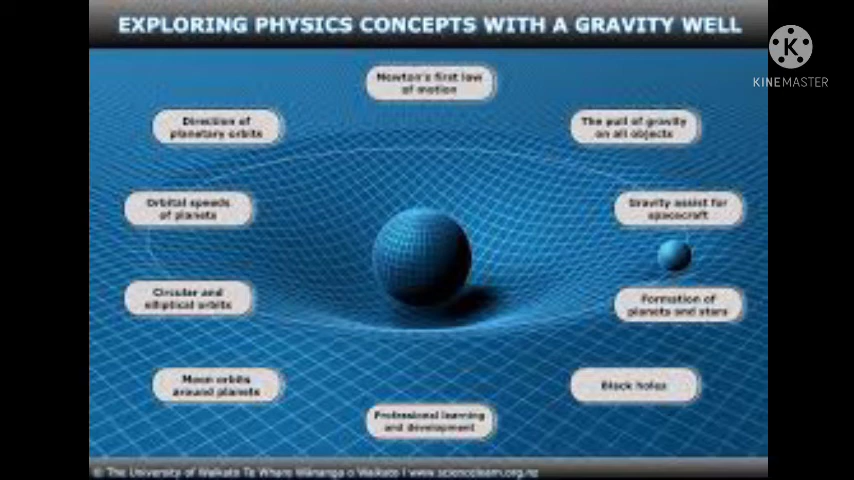 EXPLORING PHYSICS CONCEPTS WITH A GRAVITY WELL
K
KINEMASTER
Newton's first law
of motion
Direction of
planetary orbits
The pull of gravity
on all objects
Orbital speeds
of planets
Gravity assist for
spacecraft
Circular and
elliptical orbits
Formation of
planets and stars
Moon orbits
around planets
Black holes
Professional learning
and development
© The University of Waikato Te Whare Wānanga o Waikato | www.sciencelearn.org.nz